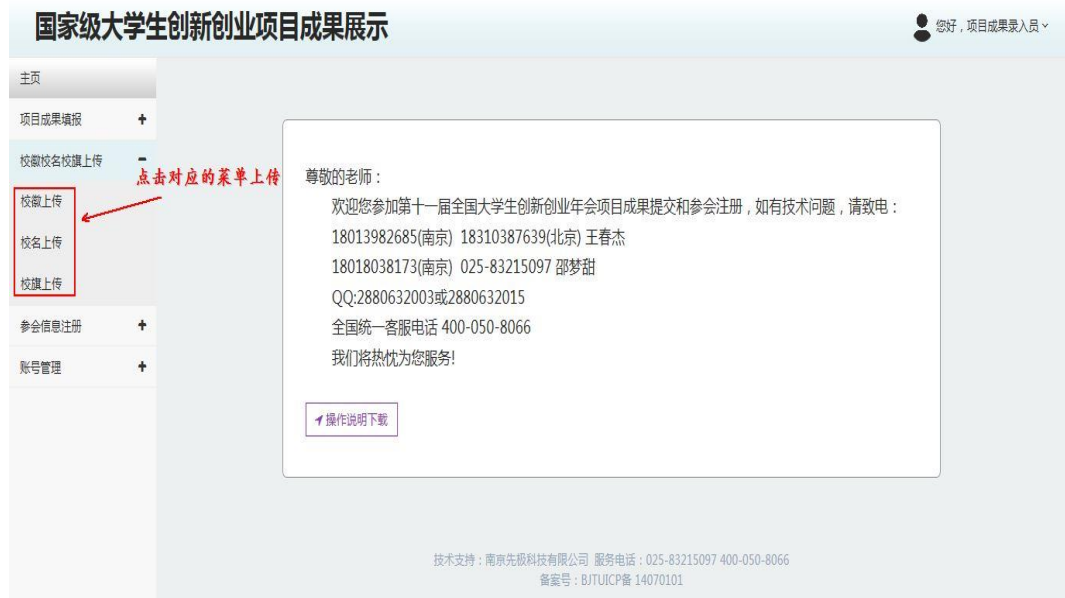 国家级大学生创新创业项目成果展示
您好，项目成果录入员
主页
项目成果填报
校徽校名校旗上传
点击对应的菜单上传
校徽上传
校名上传
校旗上传
参会信息注册
账号管理
尊敬的老师：
欢迎您参加第十一届全国大学生创新创业年会项目成果提交和参会注册，如有技术问题，请致电：
18013982685(南京) 18310387639(北京) 王春杰
18018038173(南京) 025-83215097 邵梦甜
QQ:2880632003或2880632015
全国统一客服电话 400-050-8066
我们将热忱为您服务!
操作说明下载
技术支持：南京先极科技有限公司 服务电话：025-83215097 400-050-8066
备案号：BJTUICP备 14070101